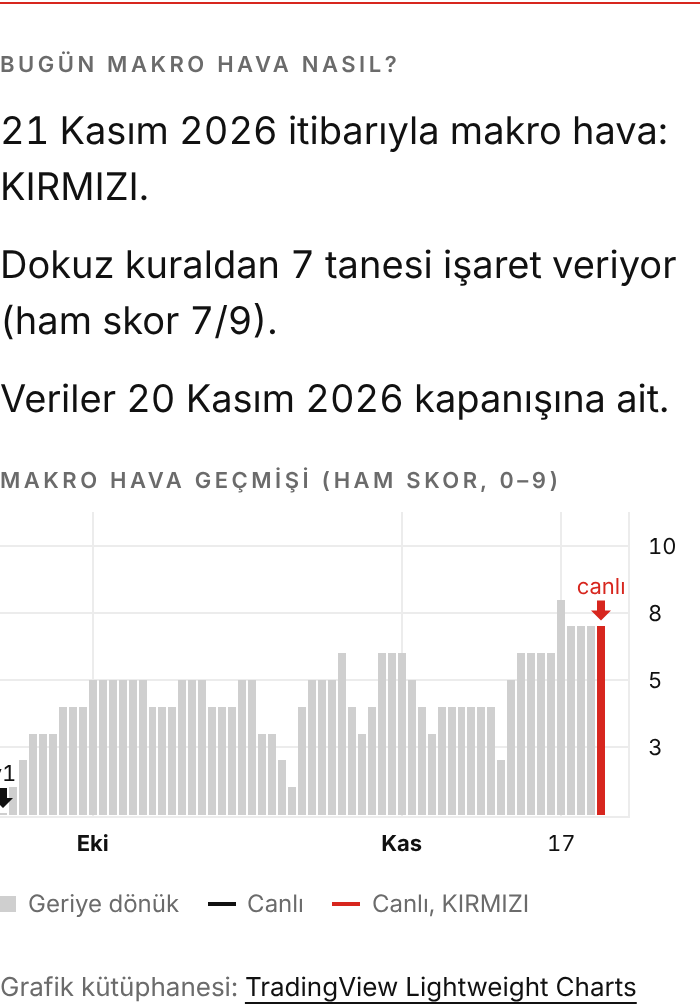 BUGÜN MAKRO HAVA NASIL?
21 Kasım 2026 itibarıyla makro hava:
KIRMIZI.
Dokuz kuraldan 7 tanesi işaret veriyor
(ham skor 7/9).
Veriler 20 Kasım 2026 kapanışına ait.
MAKRO HAVA GEÇMİŞİ (HAM SKOR, 0–9)
10
canlı
8
5
3
1
Eki Kas 17
Geriye dönük Canlı Canlı, KIRMIZI
Grafik kütüphanesi: TradingView Lightweight Charts